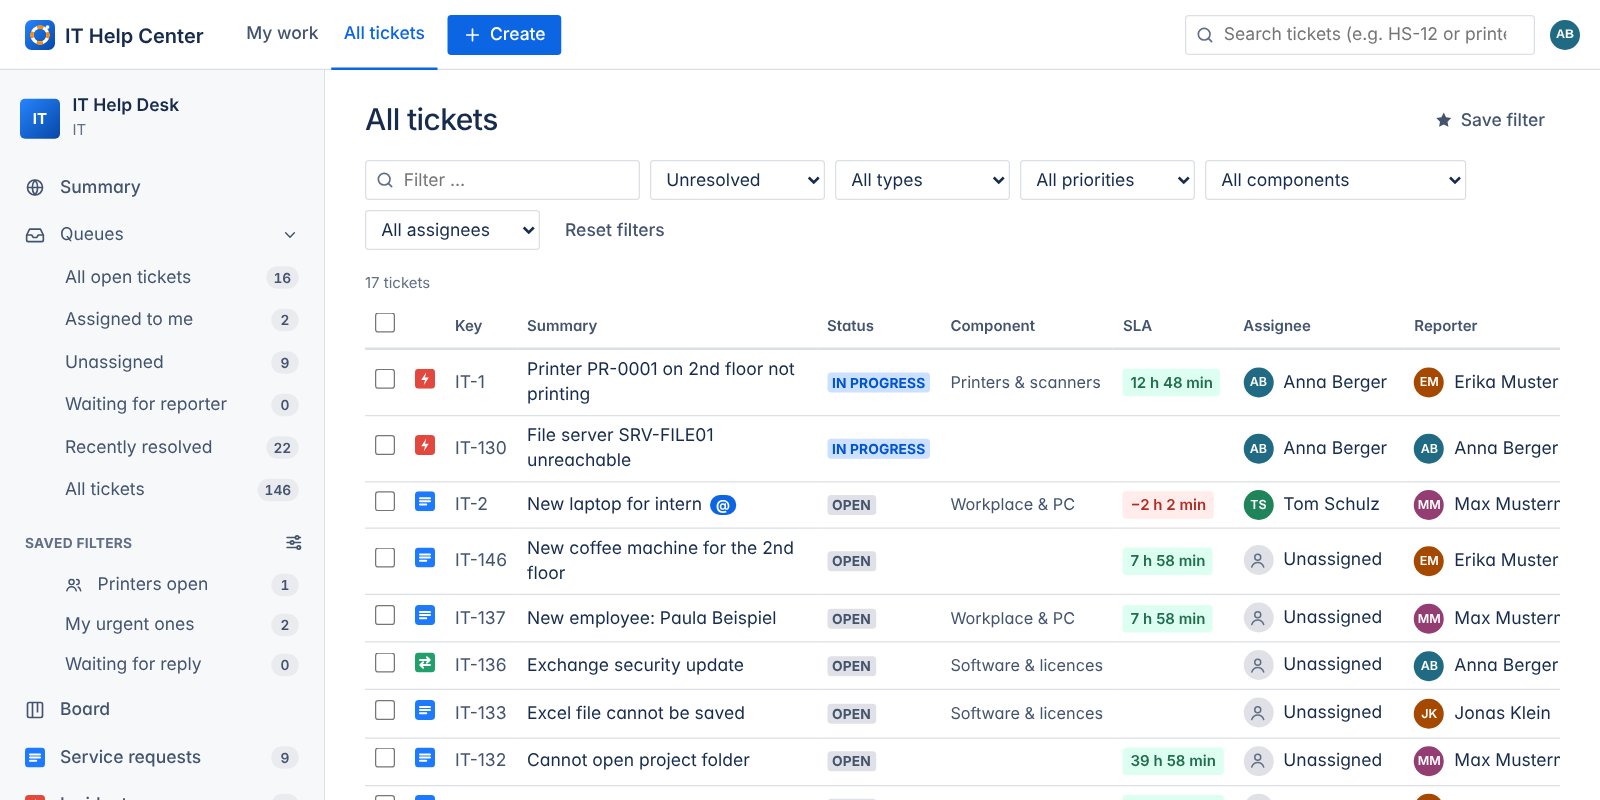 IT Help Center
My work
All tickets
Create
Search tickets (e.g. HS-12 or printe
AB
IT
IT Help Desk
IT
Summary
Queues
All open tickets 16
Assigned to me 2
Unassigned 9
Waiting for reporter 0
Recently resolved 22
All tickets 146
SAVED FILTERS
Printers open 1
My urgent ones 2
Waiting for reply 0
Board
Service requests 9
All tickets
Save filter
Filter ...
Unresolved
All types
All priorities
All components
All assignees
Reset filters
17 tickets
Key Summary Status Component SLA Assignee Reporter
IT-1 Printer PR-0001 on 2nd floor not printing IN PROGRESS Printers & scanners 12 h 48 min AB Anna Berger EM Erika Muster
IT-130 File server SRV-FILE01 unreachable IN PROGRESS AB Anna Berger AB Anna Berger
IT-2 New laptop for intern @ OPEN Workplace & PC −2 h 2 min TS Tom Schulz MM Max Mustern
IT-146 New coffee machine for the 2nd floor OPEN 7 h 58 min Unassigned EM Erika Muster
IT-137 New employee: Paula Beispiel OPEN Workplace & PC 7 h 58 min Unassigned MM Max Mustern
IT-136 Exchange security update OPEN Software & licences Unassigned AB Anna Berger
IT-133 Excel file cannot be saved OPEN Software & licences Unassigned JK Jonas Klein
IT-132 Cannot open project folder OPEN 39 h 58 min Unassigned MM Max Mustern